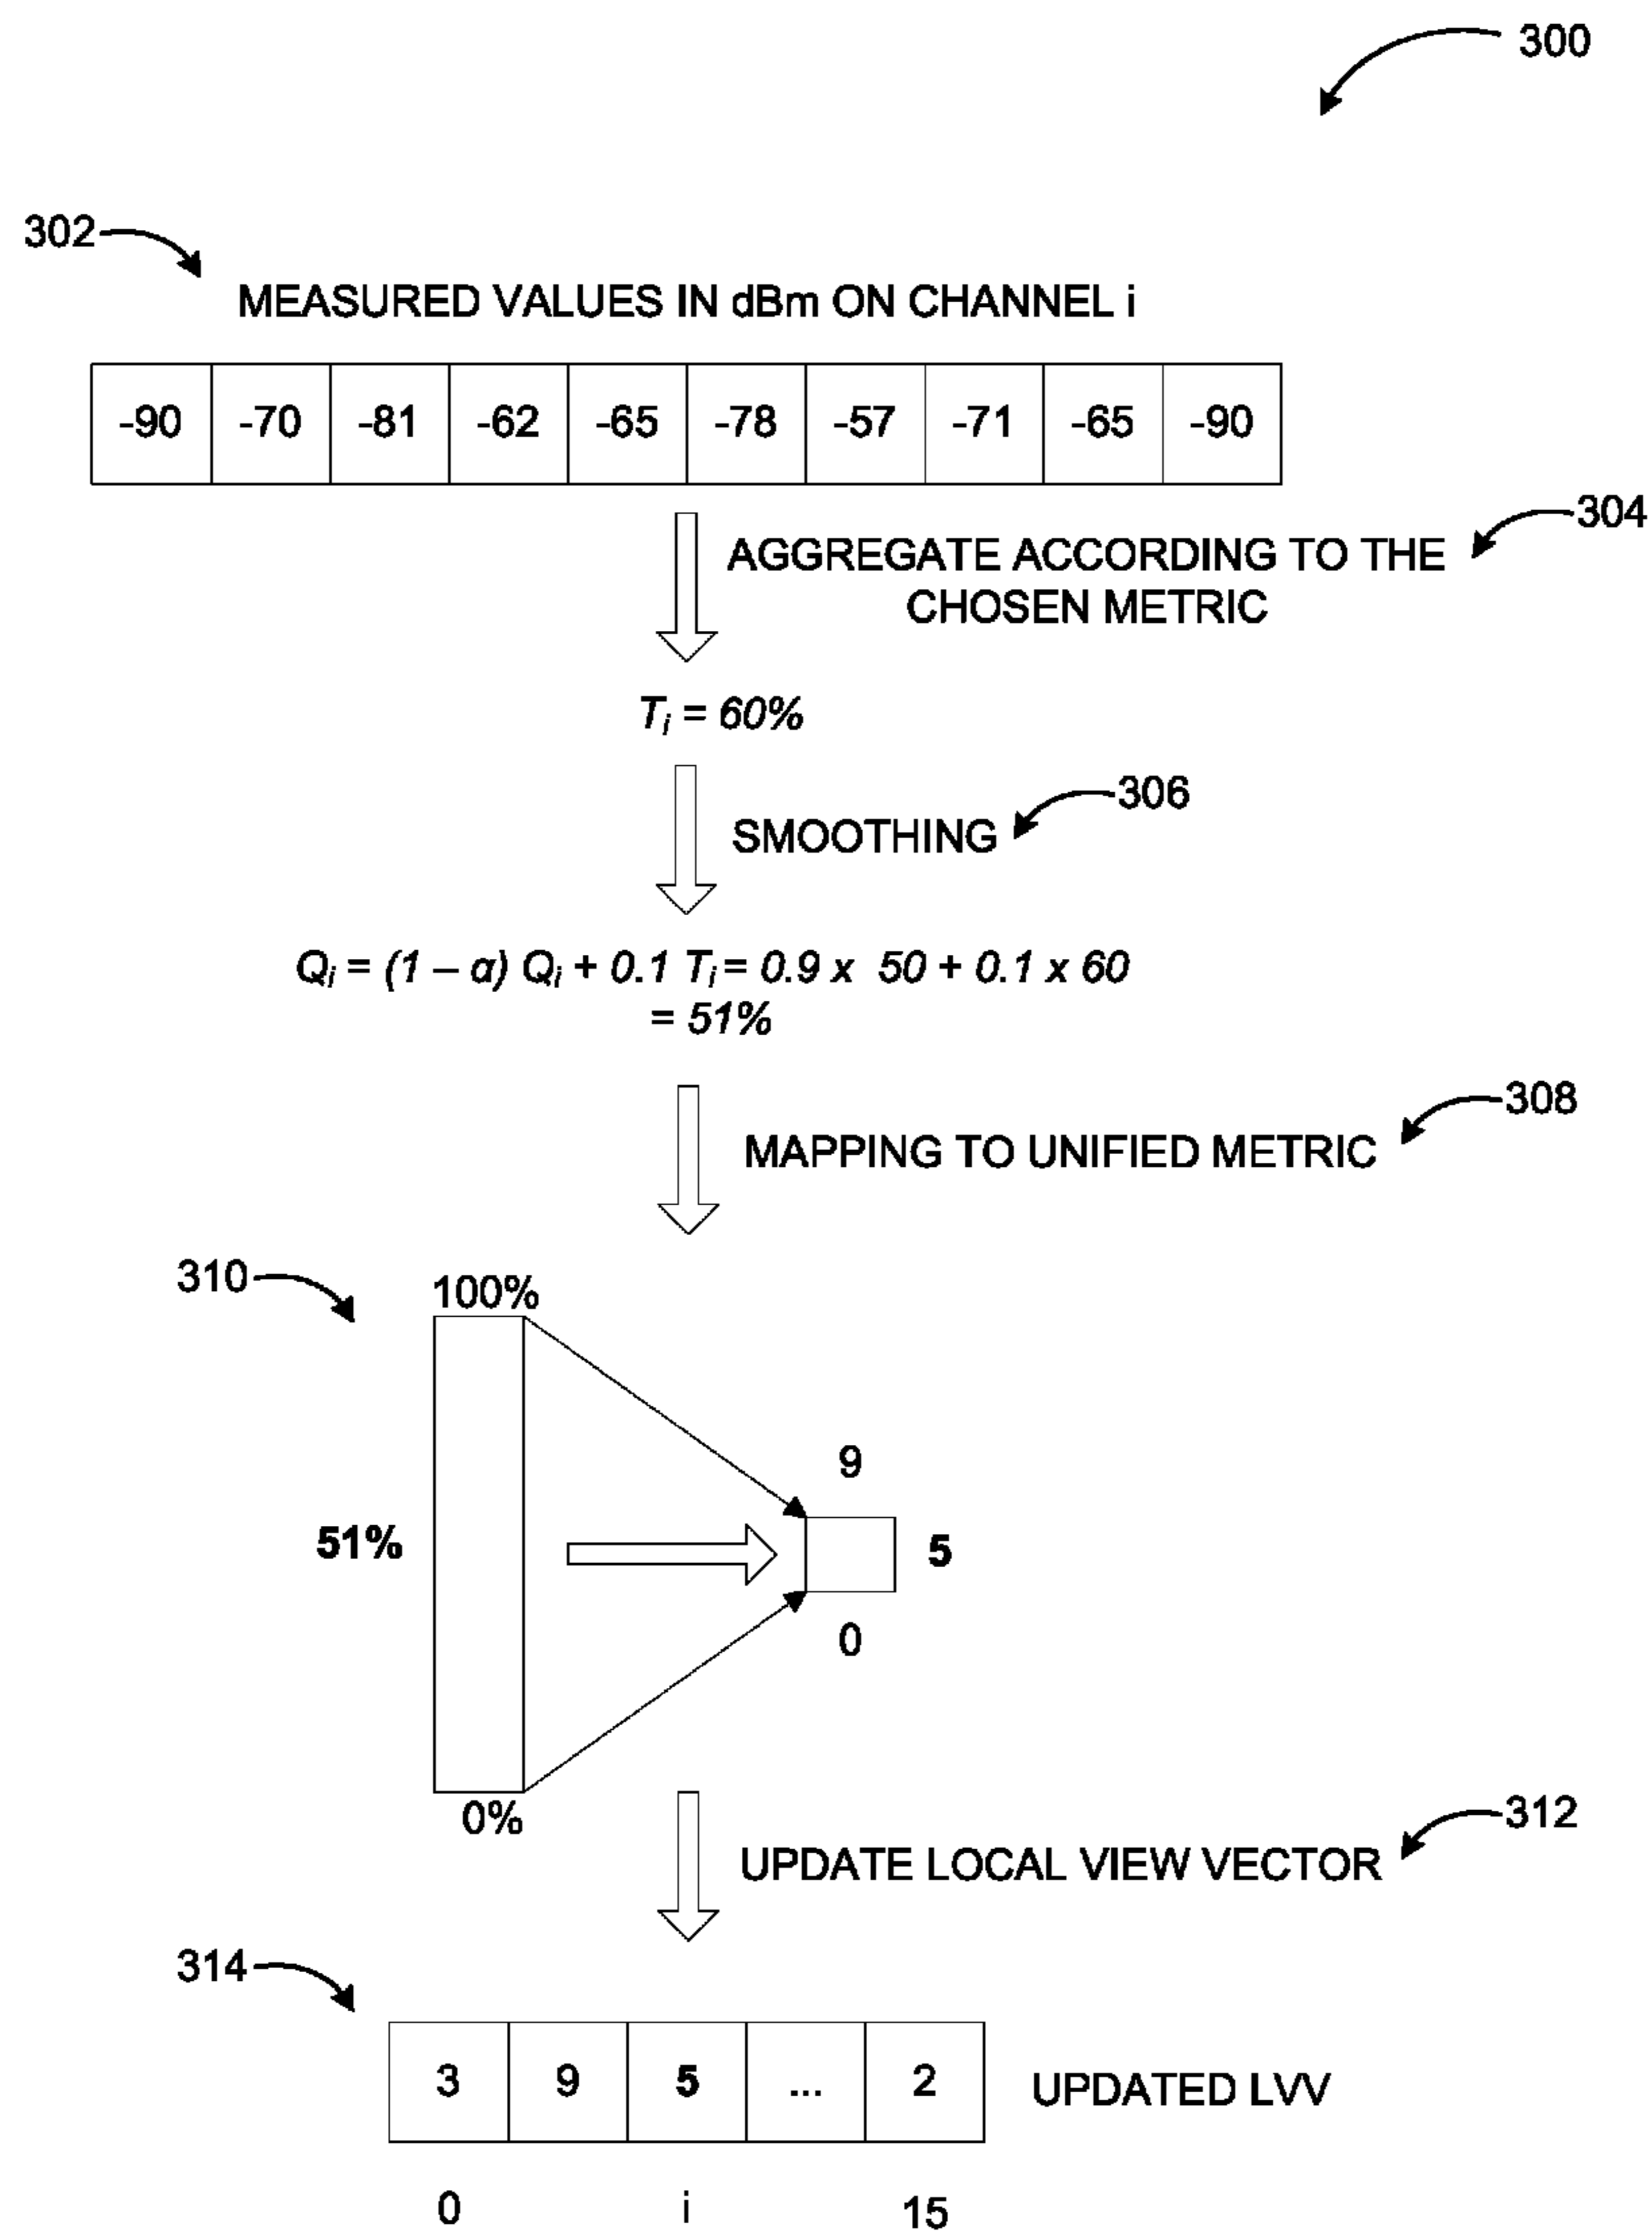 300
302
MEASURED VALUES IN dBm ON CHANNEL i
-90 -70 -81 -62 -65 -78 -57 -71 -65 -90
304
AGGREGATE ACCORDING TO THE
CHOSEN METRIC
Ti = 60%
306
SMOOTHING
Qi = (1 – α) Qi + 0.1 Ti = 0.9 x 50 + 0.1 x 60
= 51%
308
MAPPING TO UNIFIED METRIC
310
100%
9
51%
5
0
0%
312
UPDATE LOCAL VIEW VECTOR
314
3 9 5 ... 2
UPDATED LVV
0 i 15